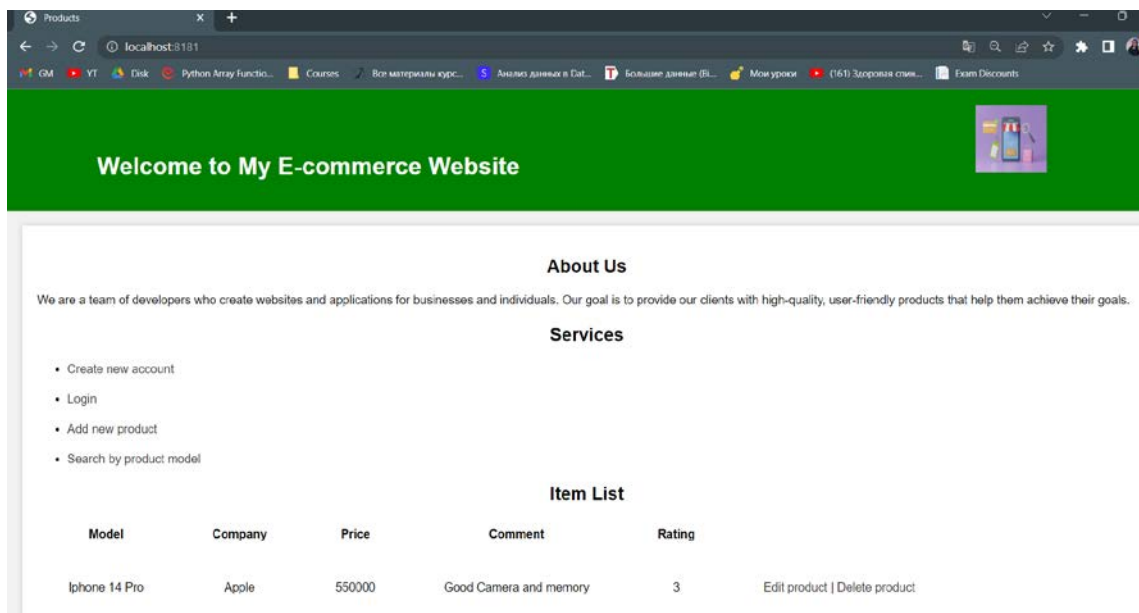 Products
localhost:8181
GM YT Disk Python Array Functio... Courses Все материалы курс... Анализ данных в Dat... Большие данные (Bi... Мои уроки (161) Здоровая спин... Exam Discounts
Welcome to My E-commerce Website
About Us
We are a team of developers who create websites and applications for businesses and individuals. Our goal is to provide our clients with high-quality, user-friendly products that help them achieve their goals.
Services
• Create new account
• Login
• Add new product
• Search by product model
Item List
Model Company Price Comment Rating
Iphone 14 Pro Apple 550000 Good Camera and memory 3 Edit product | Delete product